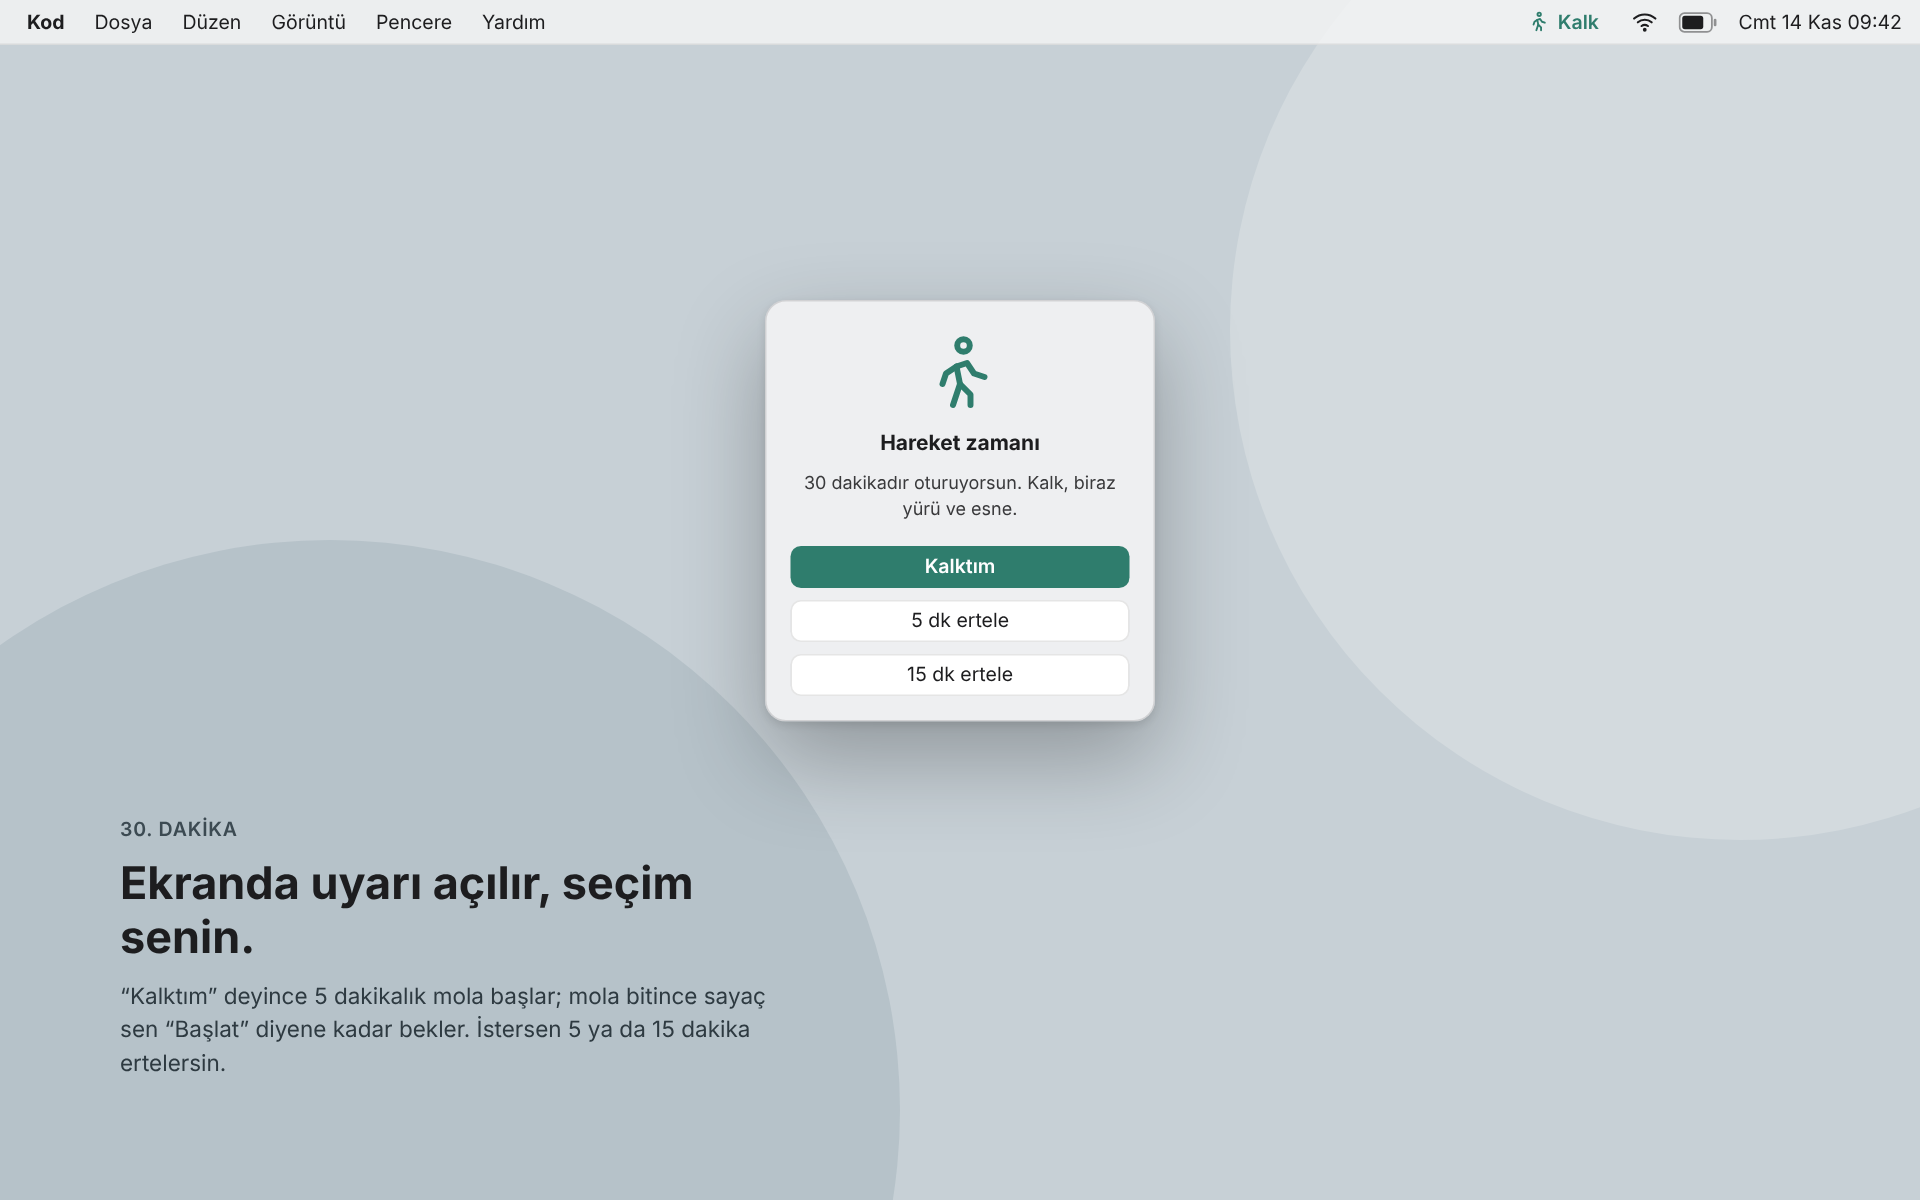 Kod Dosya Düzen Görüntü Pencere Yardım Kalk Cmt 14 Kas 09:42
Hareket zamanı
30 dakikadır oturuyorsun. Kalk, biraz
yürü ve esne.
Kalktım
5 dk ertele
15 dk ertele
30. DAKİKA
Ekranda uyarı açılır, seçim
senin.
“Kalktım” deyince 5 dakikalık mola başlar; mola bitince sayaç
sen “Başlat” diyene kadar bekler. İstersen 5 ya da 15 dakika
ertelersin.